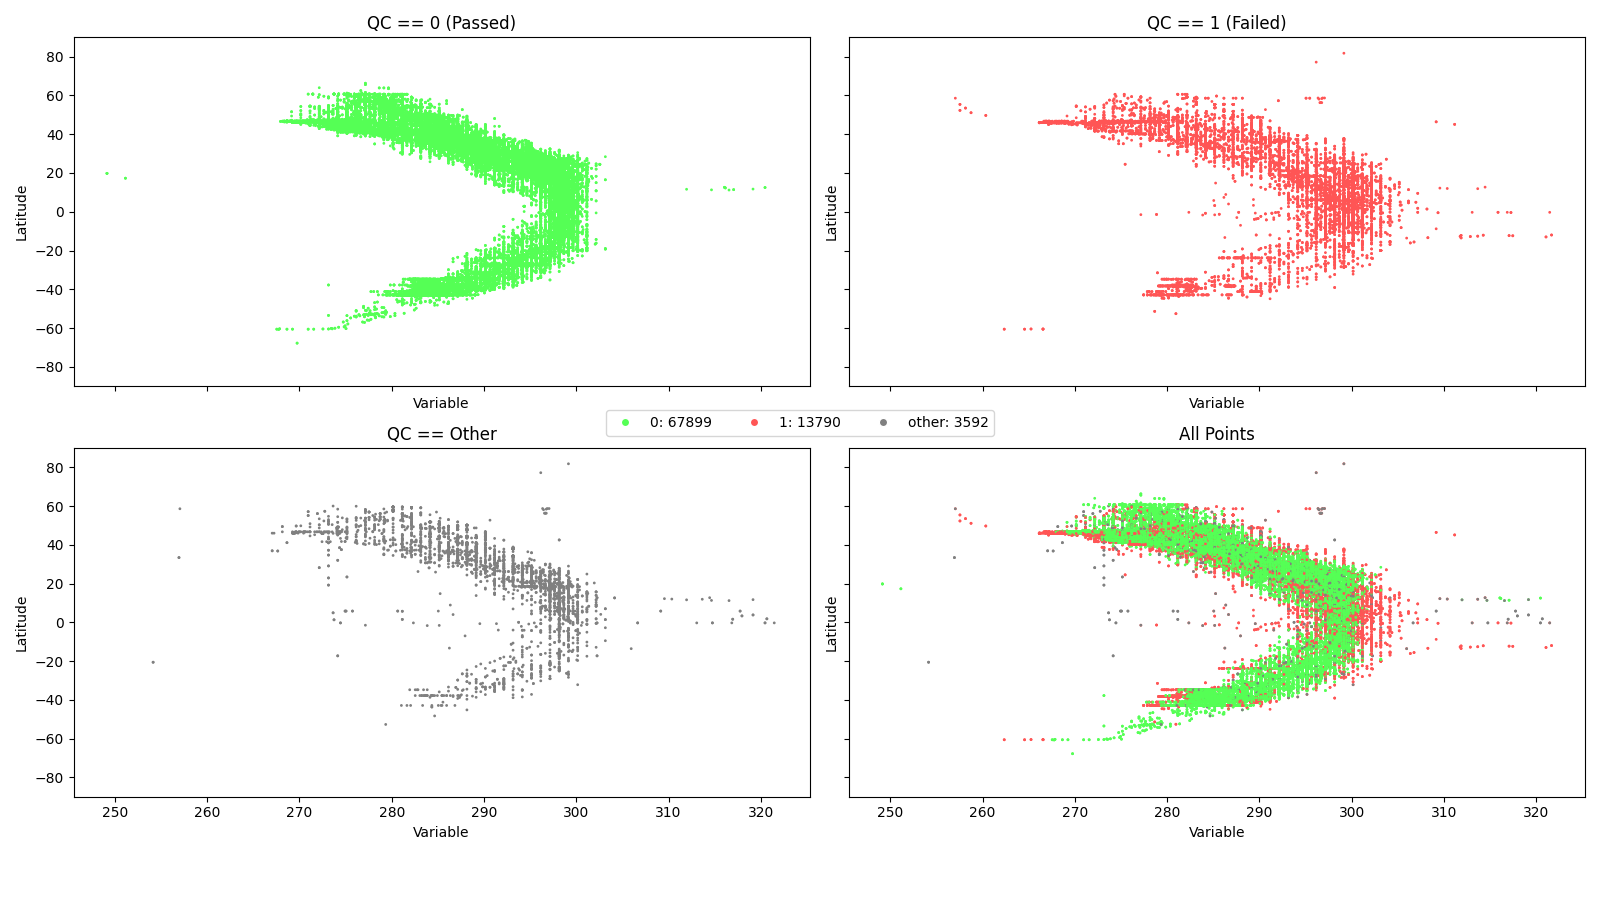 QC == 0 (Passed)
QC == 1 (Failed)
80
60
40
20
0
−20
−40
−60
−80
Latitude
Latitude
Variable
Variable
0: 67899
1: 13790
other: 3592
QC == Other
All Points
80
60
40
20
0
−20
−40
−60
−80
Latitude
Latitude
250
260
270
280
290
300
310
320
250
260
270
280
290
300
310
320
Variable
Variable